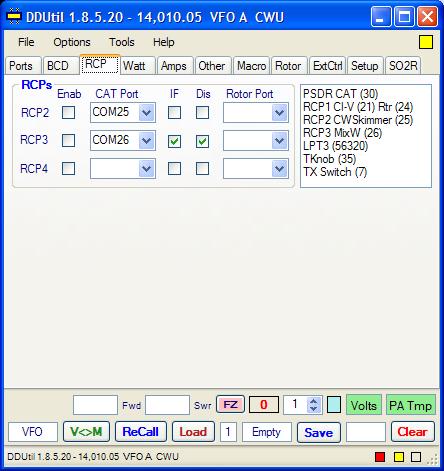 DDUtil 1.8.5.20 - 14,010.05 VFO A CWU
File Options Tools Help
Ports BCD RCP Watt Amps Other Macro Rotor ExtCtrl Setup SO2R
RCPs
Enab CAT Port IF Dis Rotor Port
RCP2 COM25
RCP3 COM26
RCP4
PSDR CAT (30)
RCP1 CI-V (21) Rtr (24)
RCP2 CWSkimmer (25)
RCP3 MixW (26)
LPT3 (56320)
TKnob (35)
TX Switch (7)
Fwd Swr FZ 0 1 Volts PA Tmp
VFO V<>M ReCall Load 1 Empty Save Clear
DDUtil 1.8.5.20 - 14,010.05 VFO A CWU